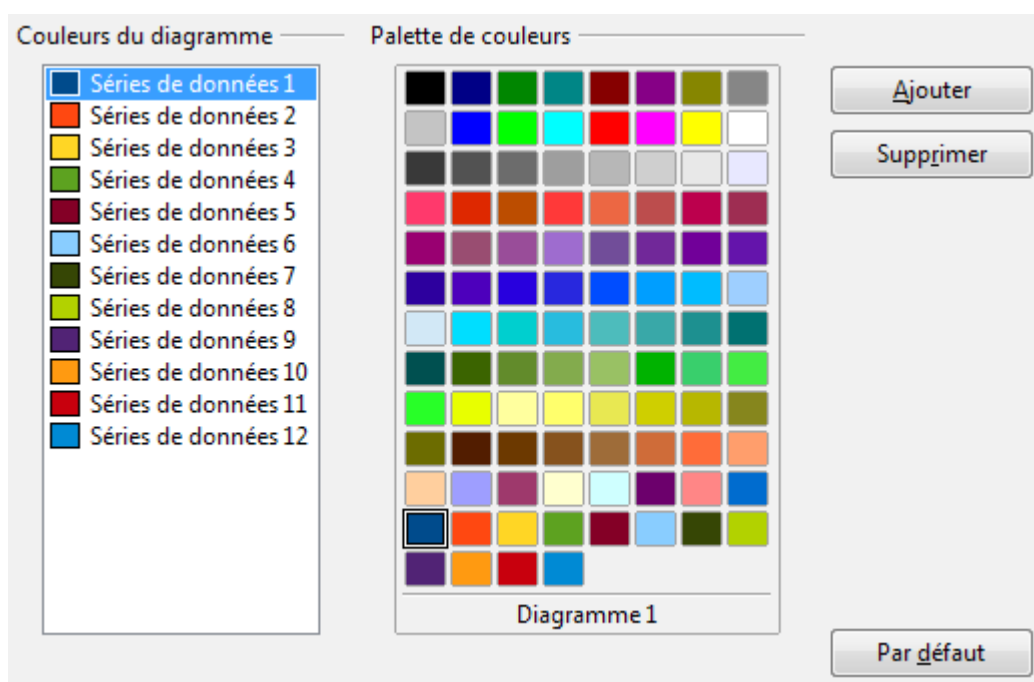 Couleurs du diagramme
Séries de données 1
Séries de données 2
Séries de données 3
Séries de données 4
Séries de données 5
Séries de données 6
Séries de données 7
Séries de données 8
Séries de données 9
Séries de données 10
Séries de données 11
Séries de données 12
Palette de couleurs
Diagramme 1
Ajouter
Supprimer
Par défaut